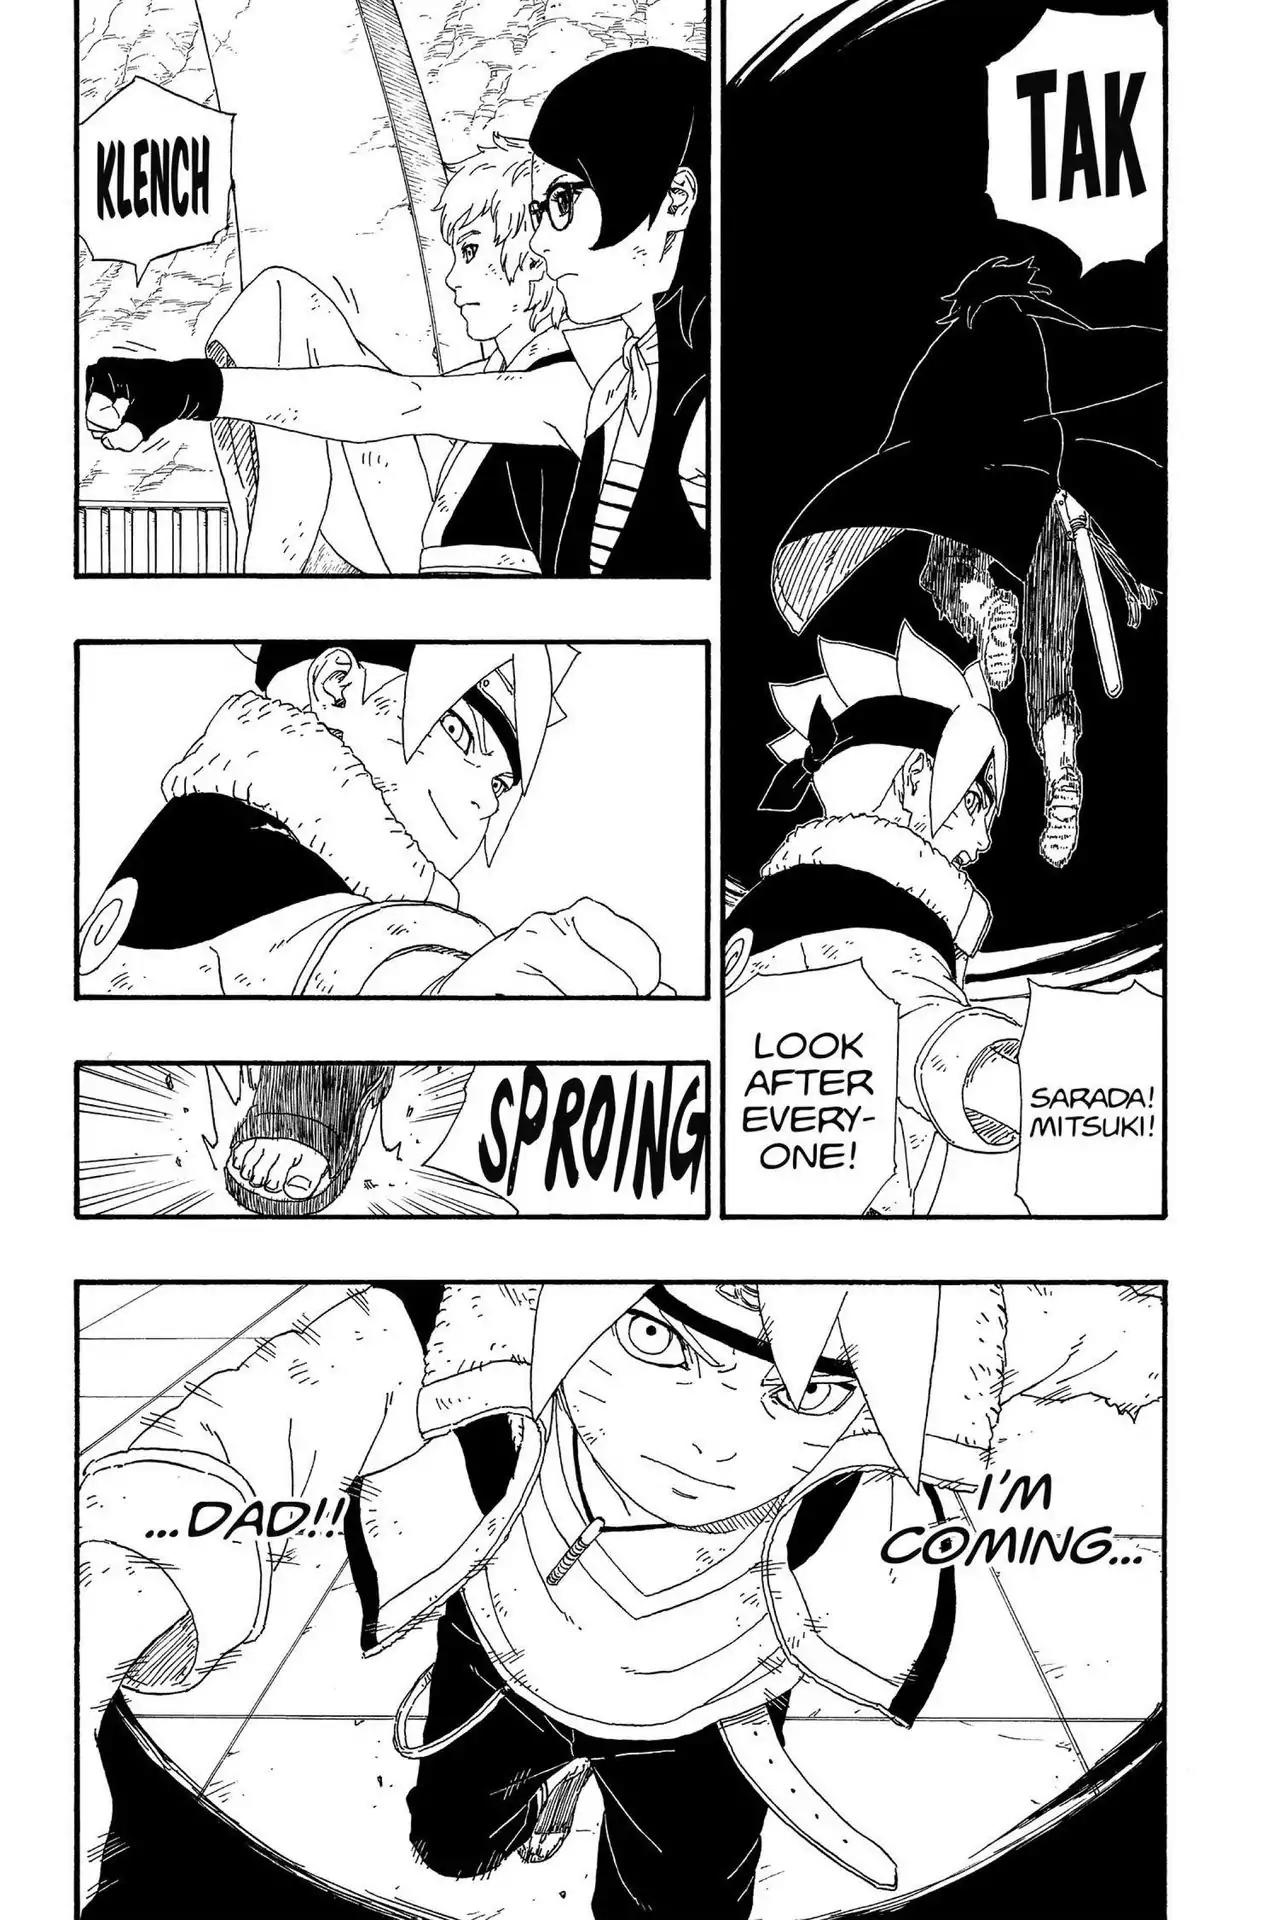 TAK
SARADA!
MITSUKI!
LOOK
AFTER
EVERY-
ONE!
KLENCH
SPROING
I'M
COMING...
...DAD!!